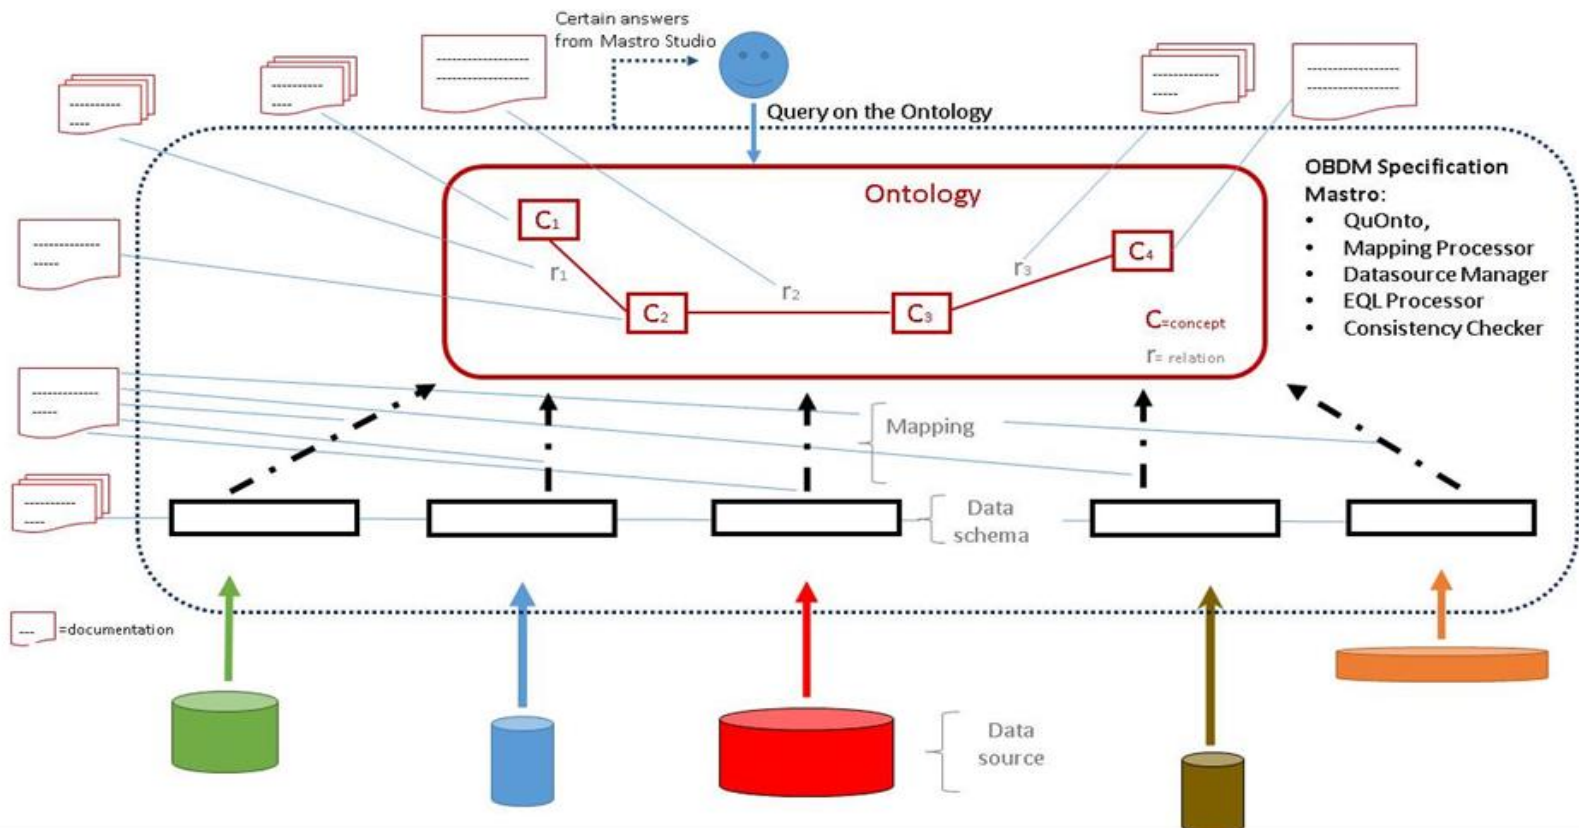 Certain answers
from Mastro Studio
Query on the Ontology
OBDM Specification
Mastro:
• QuOnto,
• Mapping Processor
• Datasource Manager
• EQL Processor
• Consistency Checker
Ontology
C1
C4
r1
r3
r2
C2
C3
C=concept
r= relation
Mapping
Data
schema
=documentation
Data
source